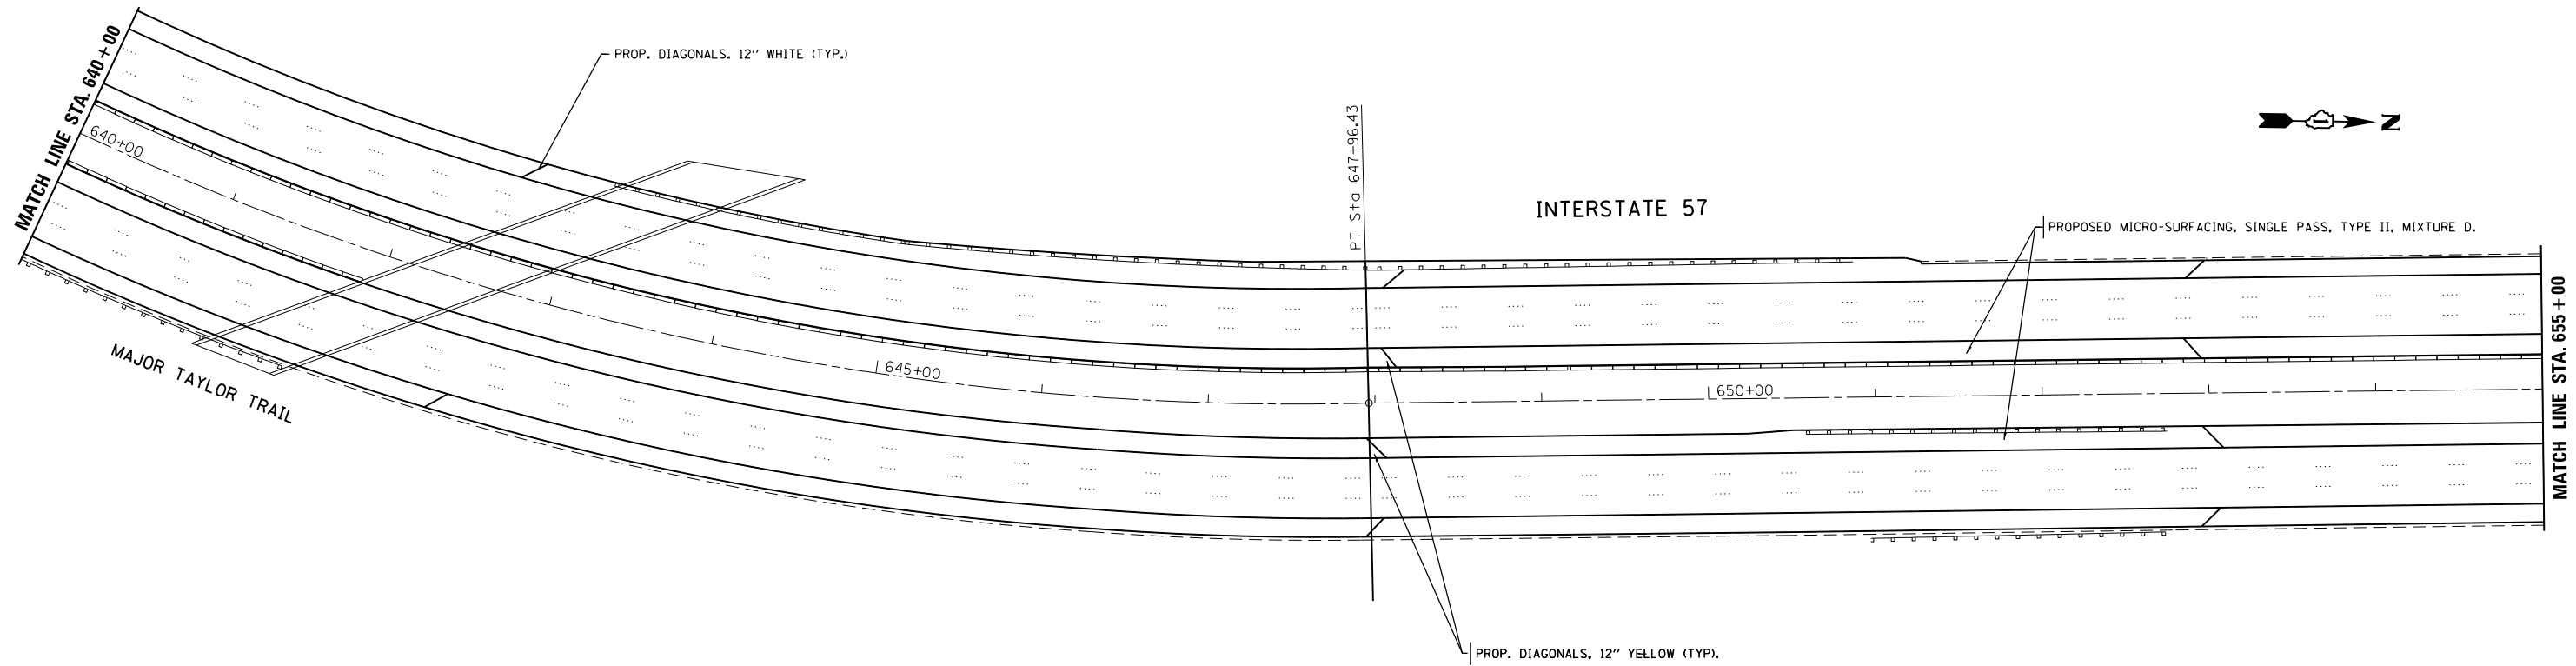 MATCH LINE STA. 640+00
640+00
PROP. DIAGONALS, 12" WHITE (TYP.)
PT Sta 647+96.43
INTERSTATE 57
N
PROPOSED MICRO-SURFACING, SINGLE PASS, TYPE II, MIXTURE D.
MAJOR TAYLOR TRAIL
645+00
650+00
MATCH LINE STA. 655+00
PROP. DIAGONALS, 12" YELLOW (TYP).